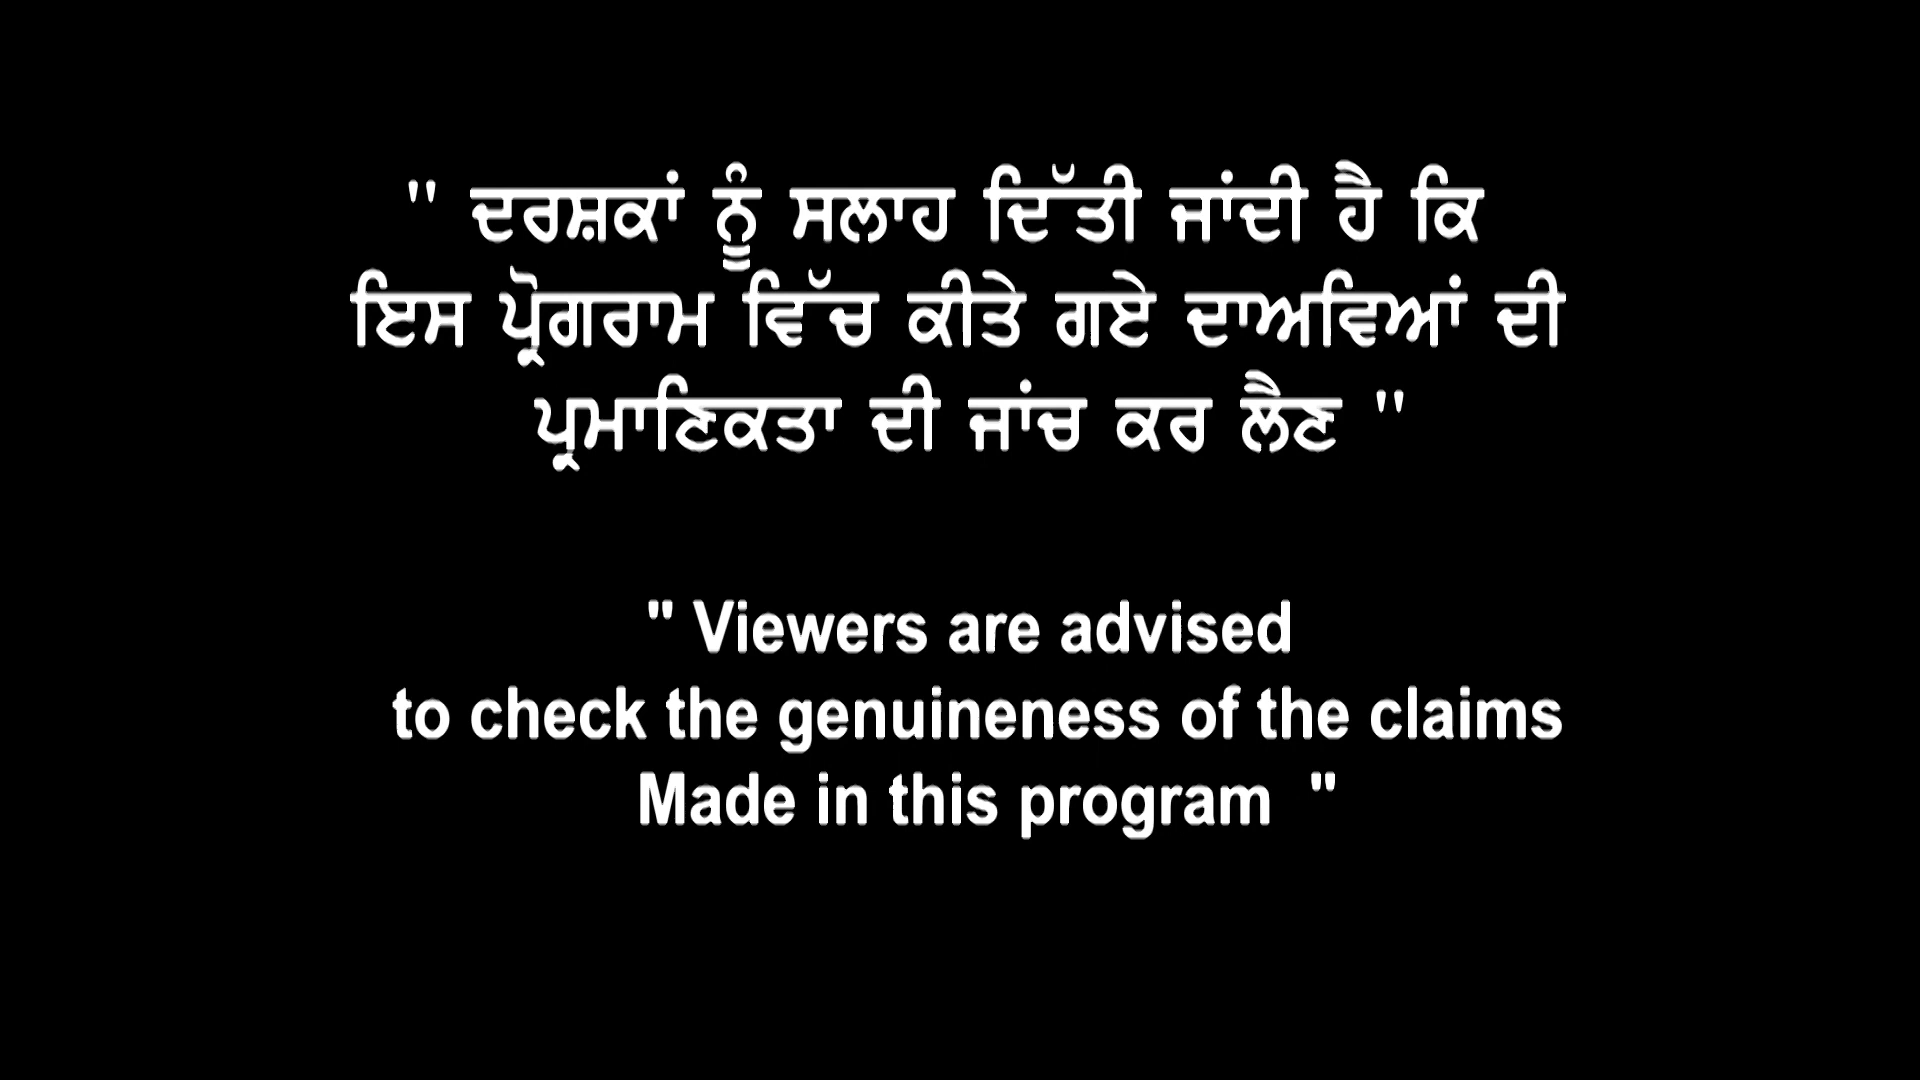 " ਦਰਸ਼ਕਾਂ ਨੂੰ ਸਲਾਹ ਦਿੱਤੀ ਜਾਂਦੀ ਹੈ ਕਿ
ਇਸ ਪ੍ਰੋਗਰਾਮ ਵਿੱਚ ਕੀਤੇ ਗਏ ਦਾਅਵਿਆਂ ਦੀ
ਪ੍ਰਮਾਣਿਕਤਾ ਦੀ ਜਾਂਚ ਕਰ ਲੈਣ "
" Viewers are advised
to check the genuineness of the claims
Made in this program "